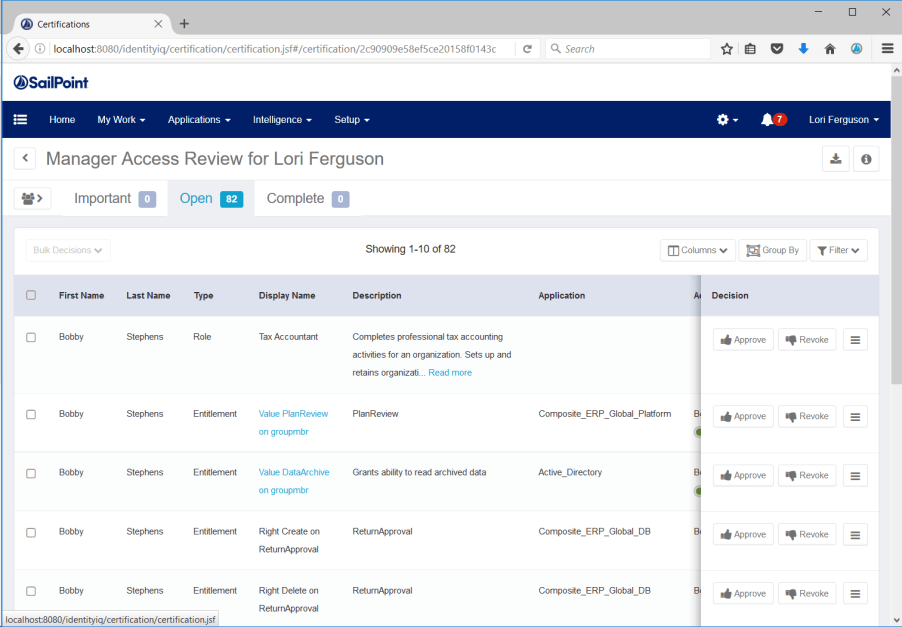 Certifications
localhost:8080/identityiq/certification/certification.jsf#/certification/2c90909e58ef5ce20158f0143c
Search
SailPoint
Home My Work Applications Intelligence Setup 7 Lori Ferguson
Manager Access Review for Lori Ferguson
Important 0 Open 82 Complete 0
Bulk Decisions Showing 1-10 of 82 Columns Group By Filter
First Name Last Name Type Display Name Description Application Decision
Bobby Stephens Role Tax Accountant Completes professional tax accounting Approve Revoke
activities for an organization. Sets up and
retains organizati... Read more
Bobby Stephens Entitlement Value PlanReview PlanReview Composite_ERP_Global_Platform Approve Revoke
on groupmbr
Bobby Stephens Entitlement Value DataArchive Grants ability to read archived data Active_Directory Approve Revoke
on groupmbr
Bobby Stephens Entitlement Right Create on ReturnApproval Composite_ERP_Global_DB Approve Revoke
ReturnApproval
Bobby Stephens Entitlement Right Delete on ReturnApproval Composite_ERP_Global_DB Approve Revoke
ReturnApproval
localhost:8080/identityiq/certification/certification.jsf